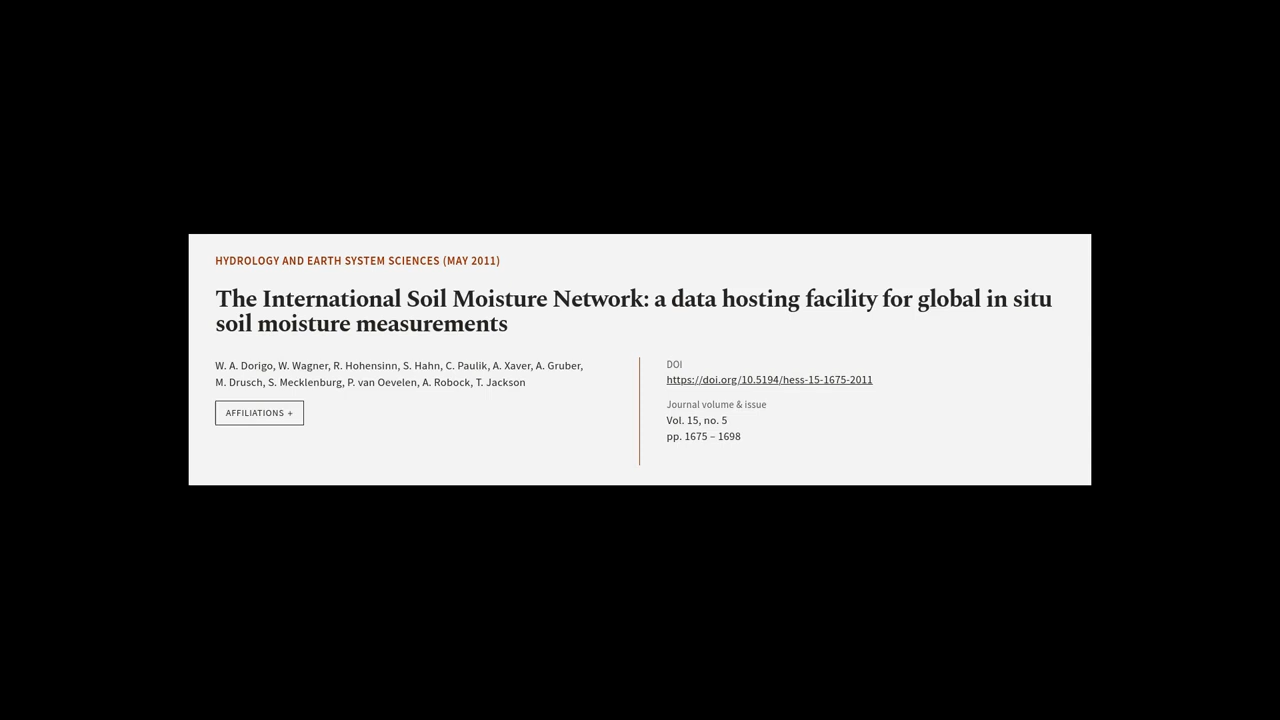 HYDROLOGY AND EARTH SYSTEM SCIENCES (MAY 2011)
The International Soil Moisture Network: a data hosting facility for global in situ
soil moisture measurements
W. A. Dorigo, W. Wagner, R. Hohensinn, S. Hahn, C. Paulik, A. Xaver, A. Gruber,
M. Drusch, S. Mecklenburg, P. van Oevelen, A. Robock, T. Jackson
AFFILIATIONS +
DOI
https://doi.org/10.5194/hess-15-1675-2011
Journal volume & issue
Vol. 15, no. 5
pp. 1675 – 1698